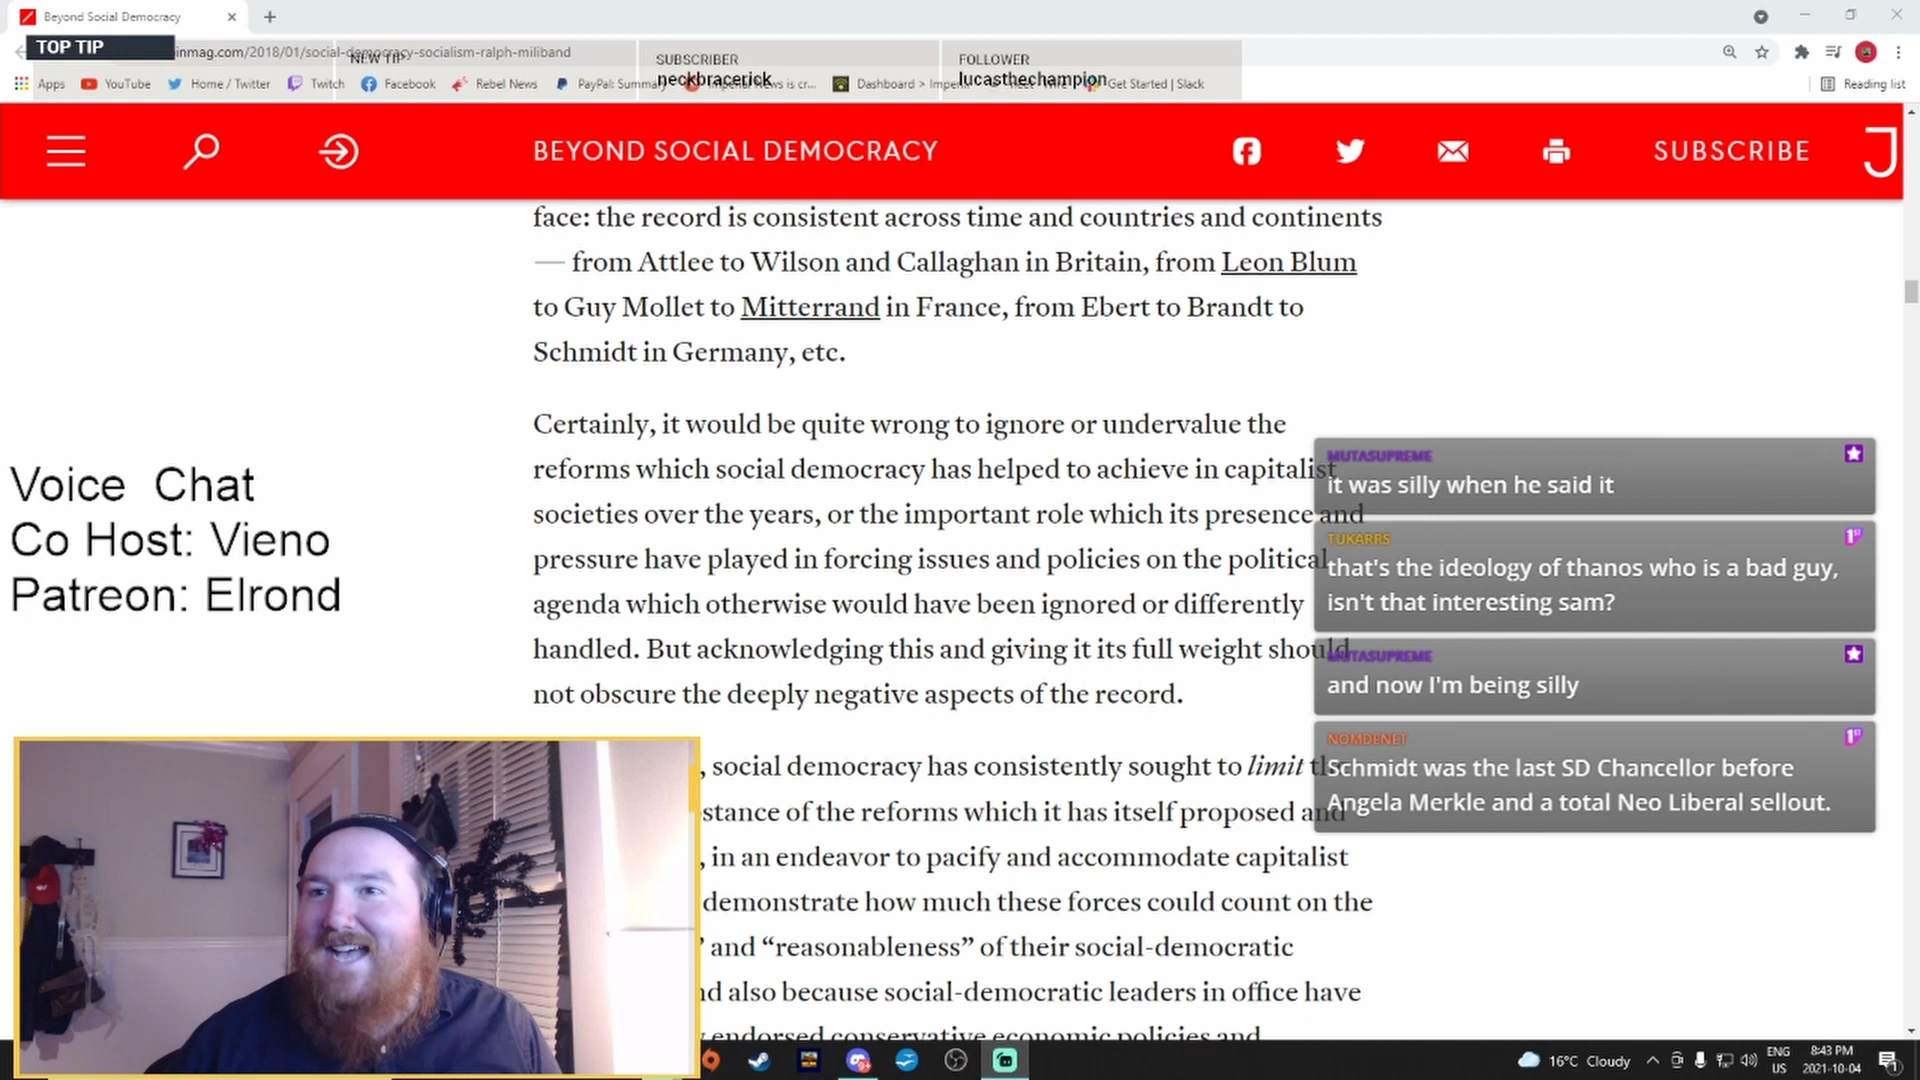 Beyond Social Democracy
TOP TIP
inmag.com/2018/01/social-democracy-socialism-ralph-miliband
NEW TIP
SUBSCRIBER
neckbracerick
FOLLOWER
lucasthechampion
Apps
YouTube
Home / Twitter
Twitch
Facebook
Rebel News
PayPal: Summary
Imperial News is cr...
Dashboard > Imper...
Get Started | Slack
Reading list
BEYOND SOCIAL DEMOCRACY
SUBSCRIBE
J
face: the record is consistent across time and countries and continents
— from Attlee to Wilson and Callaghan in Britain, from Leon Blum
to Guy Mollet to Mitterrand in France, from Ebert to Brandt to
Schmidt in Germany, etc.
Certainly, it would be quite wrong to ignore or undervalue the
reforms which social democracy has helped to achieve in capitalist
societies over the years, or the important role which its presence and
pressure have played in forcing issues and policies on the political
agenda which otherwise would have been ignored or differently
handled. But acknowledging this and giving it its full weight should
not obscure the deeply negative aspects of the record.
, social democracy has consistently sought to limit
stance of the reforms which it has itself proposed and
, in an endeavor to pacify and accommodate capitalist
demonstrate how much these forces could count on the
" and “reasonableness” of their social-democratic
nd also because social-democratic leaders in office have
endorsed conservative economic policies and
Voice Chat
Co Host: Vieno
Patreon: Elrond
MUTASUPREME
it was silly when he said it
TUKARRS
that's the ideology of thanos who is a bad guy,
isn't that interesting sam?
MUTASUPREME
and now I'm being silly
NOMDENET
Schmidt was the last SD Chancellor before
Angela Merkle and a total Neo Liberal sellout.
16°C Cloudy
ENG
US
8:43 PM
2021-10-04